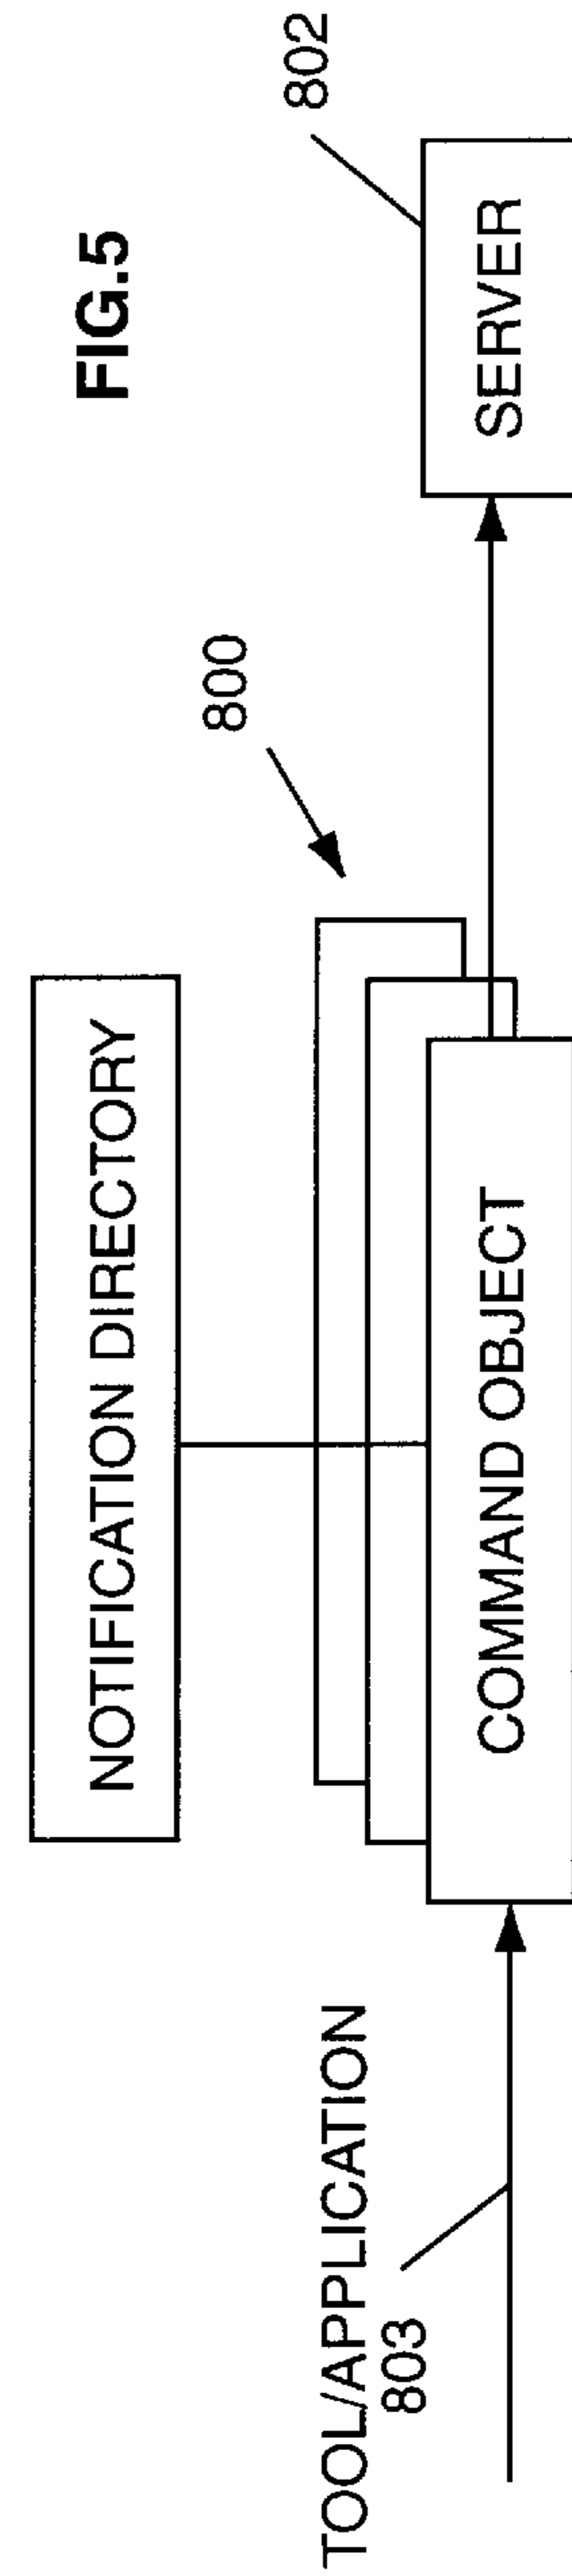 FIG.5
802
SERVER
800
NOTIFICATION DIRECTORY
COMMAND OBJECT
TOOL/APPLICATION
803